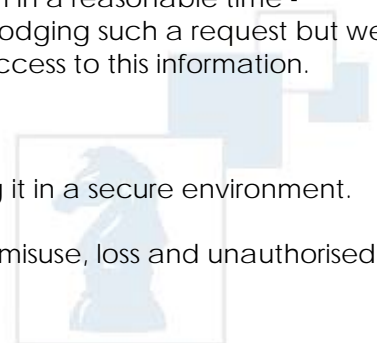 in a reasonable time -
odging such a request but we
ccess to this information.
it in a secure environment.
misuse, loss and unauthorised